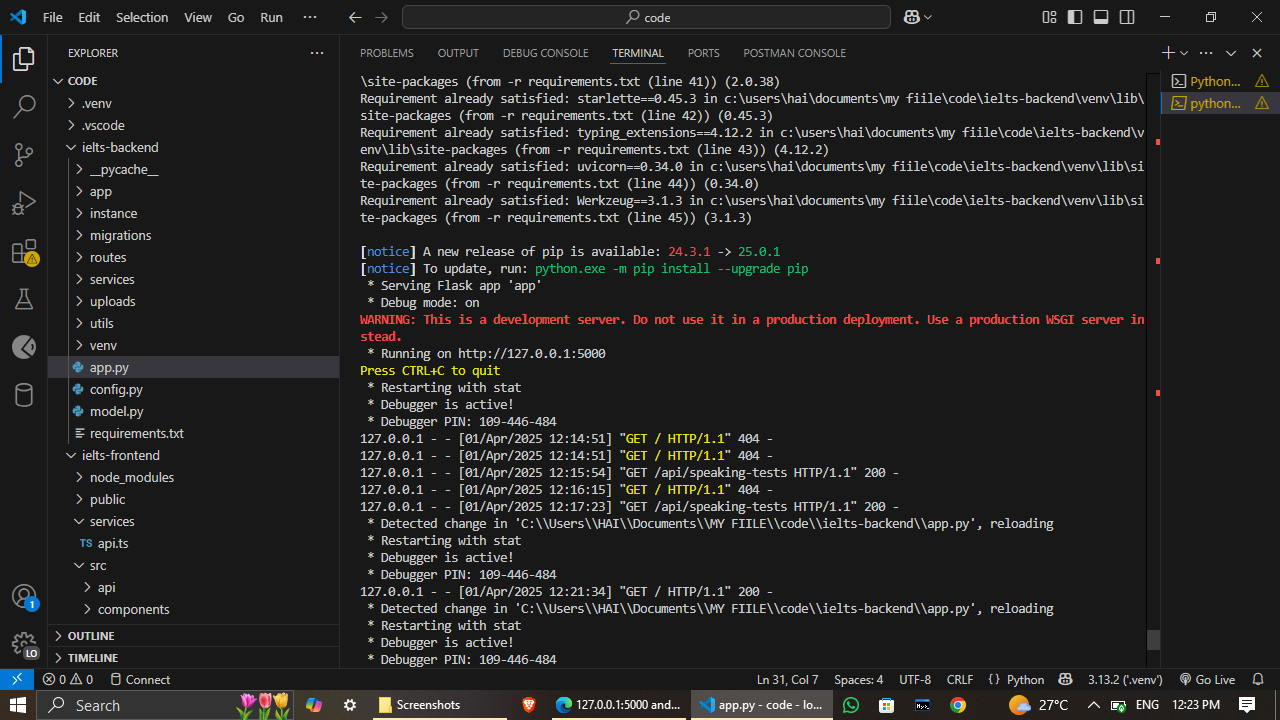 File Edit Selection View Go Run ··· code
EXPLORER ···
CODE
.venv
.vscode
ielts-backend
__pycache__
app
instance
migrations
routes
services
uploads
utils
venv
app.py
config.py
model.py
requirements.txt
ielts-frontend
node_modules
public
services
TS api.ts
src
api
components
OUTLINE
TIMELINE
1
LO
PROBLEMS OUTPUT DEBUG CONSOLE TERMINAL PORTS POSTMAN CONSOLE ···
Python...
python...
\site-packages (from -r requirements.txt (line 41)) (2.0.38)
Requirement already satisfied: starlette==0.45.3 in c:\users\hai\documents\my fiile\code\ielts-backend\venv\lib\
site-packages (from -r requirements.txt (line 42)) (0.45.3)
Requirement already satisfied: typing_extensions==4.12.2 in c:\users\hai\documents\my fiile\code\ielts-backend\v
env\lib\site-packages (from -r requirements.txt (line 43)) (4.12.2)
Requirement already satisfied: uvicorn==0.34.0 in c:\users\hai\documents\my fiile\code\ielts-backend\venv\lib\si
te-packages (from -r requirements.txt (line 44)) (0.34.0)
Requirement already satisfied: Werkzeug==3.1.3 in c:\users\hai\documents\my fiile\code\ielts-backend\venv\lib\si
te-packages (from -r requirements.txt (line 45)) (3.1.3)
[notice] A new release of pip is available: 24.3.1 -> 25.0.1
[notice] To update, run: python.exe -m pip install --upgrade pip
* Serving Flask app 'app'
* Debug mode: on
WARNING: This is a development server. Do not use it in a production deployment. Use a production WSGI server in
stead.
* Running on http://127.0.0.1:5000
Press CTRL+C to quit
* Restarting with stat
* Debugger is active!
* Debugger PIN: 109-446-484
127.0.0.1 - - [01/Apr/2025 12:14:51] "GET / HTTP/1.1" 404 -
127.0.0.1 - - [01/Apr/2025 12:14:51] "GET / HTTP/1.1" 404 -
127.0.0.1 - - [01/Apr/2025 12:15:54] "GET /api/speaking-tests HTTP/1.1" 200 -
127.0.0.1 - - [01/Apr/2025 12:16:15] "GET / HTTP/1.1" 404 -
127.0.0.1 - - [01/Apr/2025 12:17:23] "GET /api/speaking-tests HTTP/1.1" 200 -
* Detected change in 'C:\\Users\\HAI\\Documents\\MY FIILE\\code\\ielts-backend\\app.py', reloading
* Restarting with stat
* Debugger is active!
* Debugger PIN: 109-446-484
127.0.0.1 - - [01/Apr/2025 12:21:34] "GET / HTTP/1.1" 200 -
* Detected change in 'C:\\Users\\HAI\\Documents\\MY FIILE\\code\\ielts-backend\\app.py', reloading
* Restarting with stat
* Debugger is active!
* Debugger PIN: 109-446-484
0 0 Connect Ln 31, Col 7 Spaces: 4 UTF-8 CRLF { } Python 3.13.2 ('.venv') Go Live
Search Screenshots 127.0.0.1:5000 and... app.py - code - lo... 27°C ENG 12:23 PM